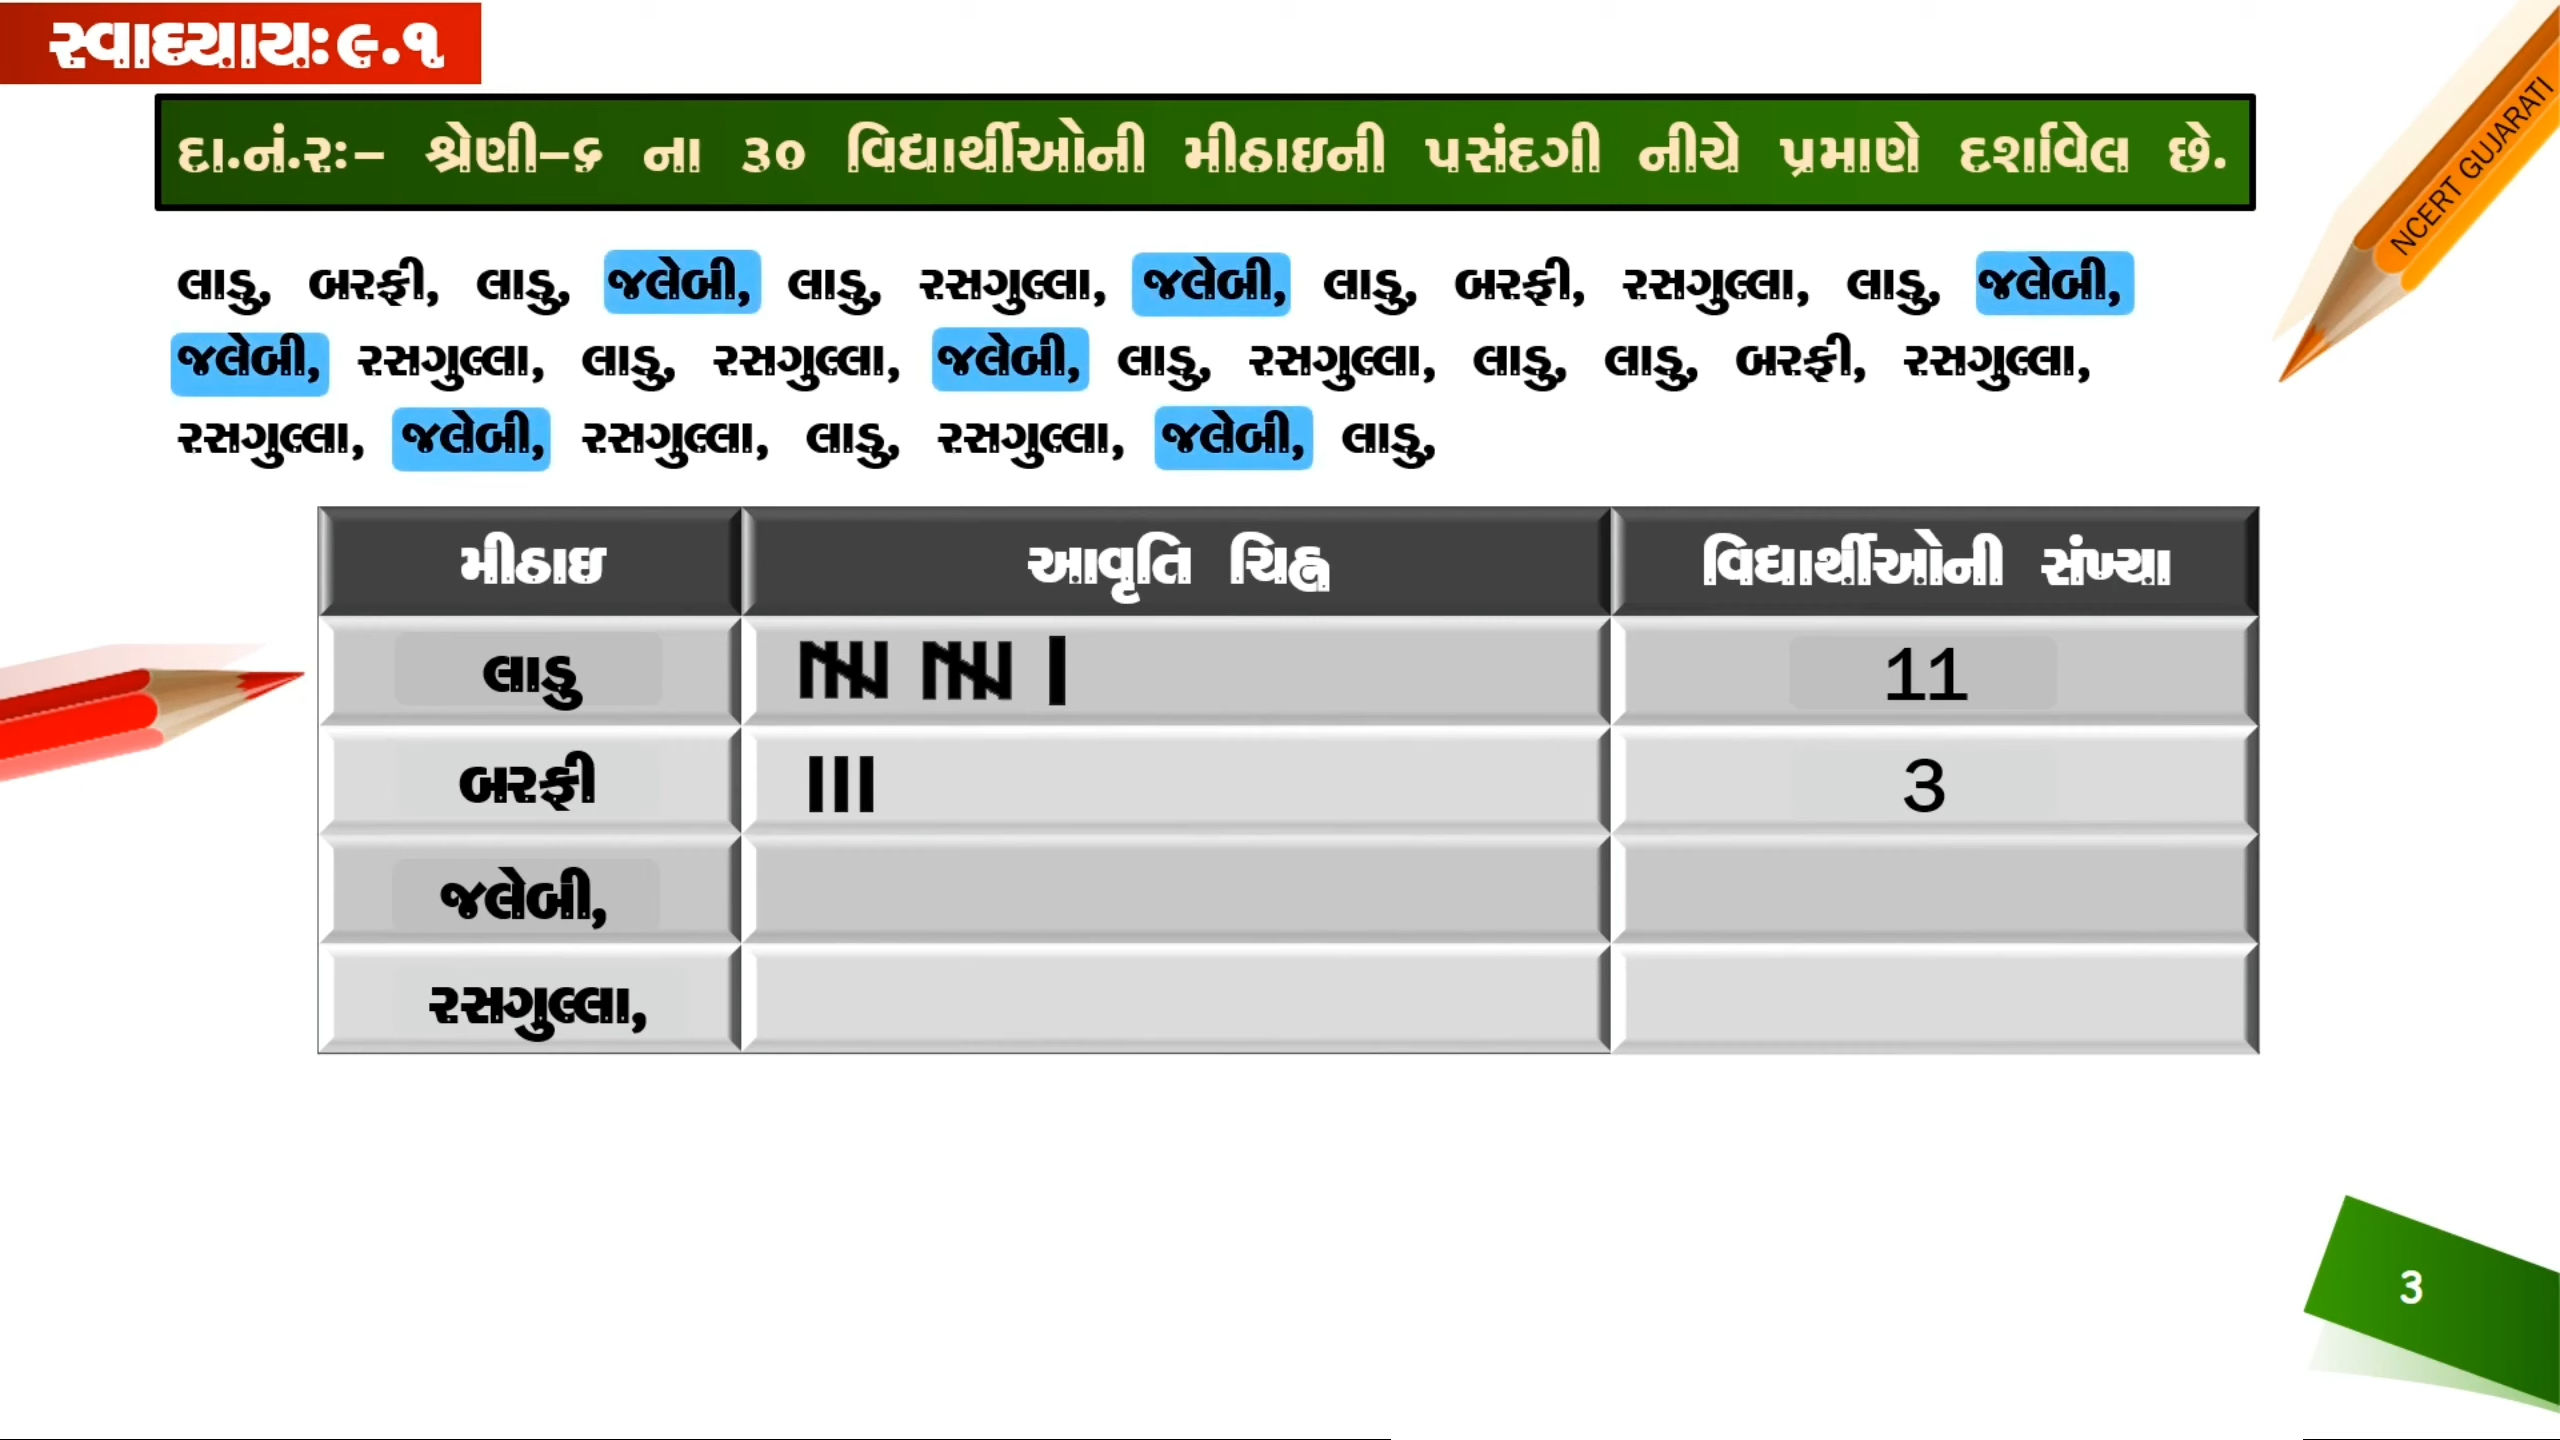 સ્વાધ્યાયઃ૯.૧
દા.નં.૨ઃ– શ્રેણી–૬ ના ૩૦ વિદ્યાર્થીઓની મીઠાઇની પસંદગી નીચે પ્રમાણે દર્શાવેલ છે.
NCERT GUJARATI
લાડુ, બરફી, લાડુ, જલેબી, લાડુ, રસગુલ્લા, જલેબી, લાડુ, બરફી, રસગુલ્લા, લાડુ, જલેબી,
જલેબી, રસગુલ્લા, લાડુ, રસગુલ્લા, જલેબી, લાડુ, રસગુલ્લા, લાડુ, લાડુ, બરફી, રસગુલ્લા,
રસગુલ્લા, જલેબી, રસગુલ્લા, લાડુ, રસગુલ્લા, જલેબી, લાડુ,
મીઠાઇ આવૃતિ ચિહ્ન વિદ્યાર્થીઓની સંખ્યા
લાડુ 11
બરફી 3
જલેબી,
રસગુલ્લા,
3